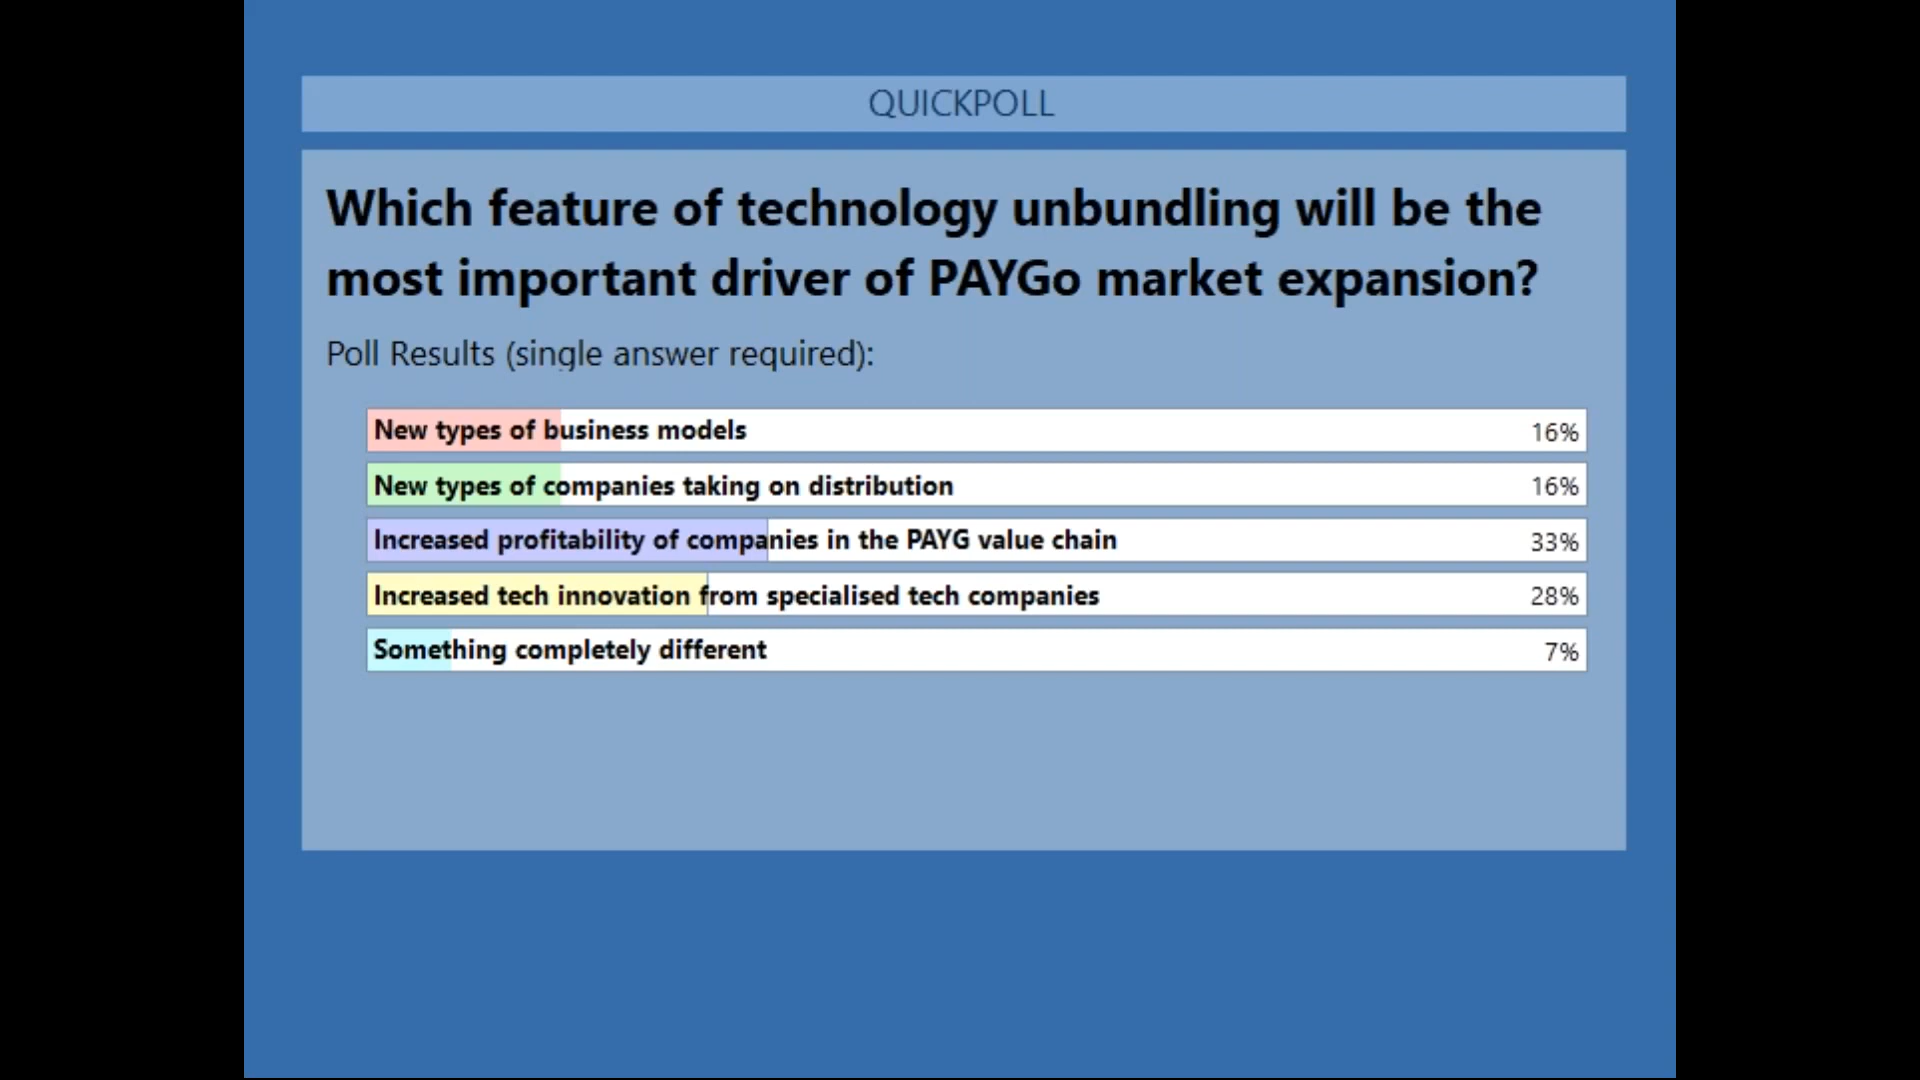 QUICKPOLL
Which feature of technology unbundling will be the
most important driver of PAYGo market expansion?
Poll Results (single answer required):
New types of business models 16%
New types of companies taking on distribution 16%
Increased profitability of companies in the PAYG value chain 33%
Increased tech innovation from specialised tech companies 28%
Something completely different 7%